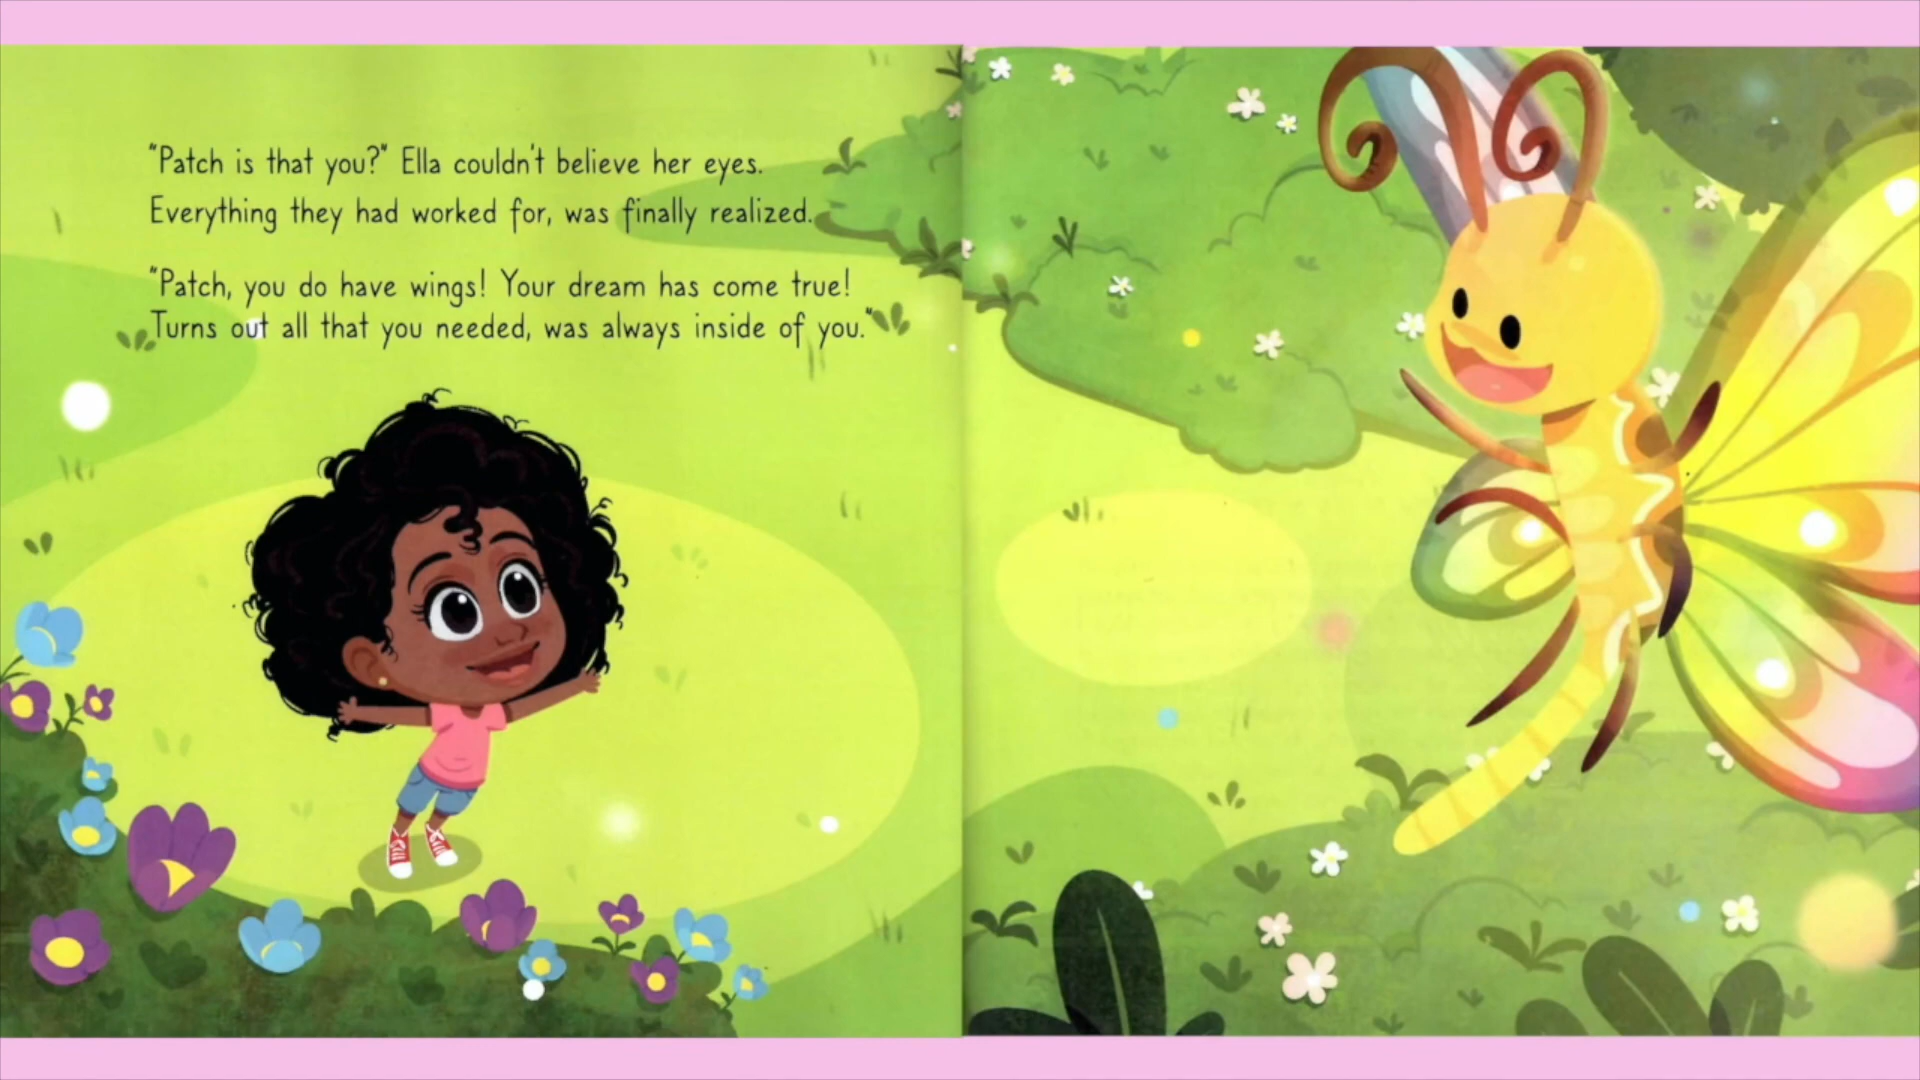 "Patch is that you?" Ella couldn't believe her eyes.
Everything they had worked for, was finally realized.
"Patch, you do have wings! Your dream has come true!
Turns out all that you needed, was always inside of you."